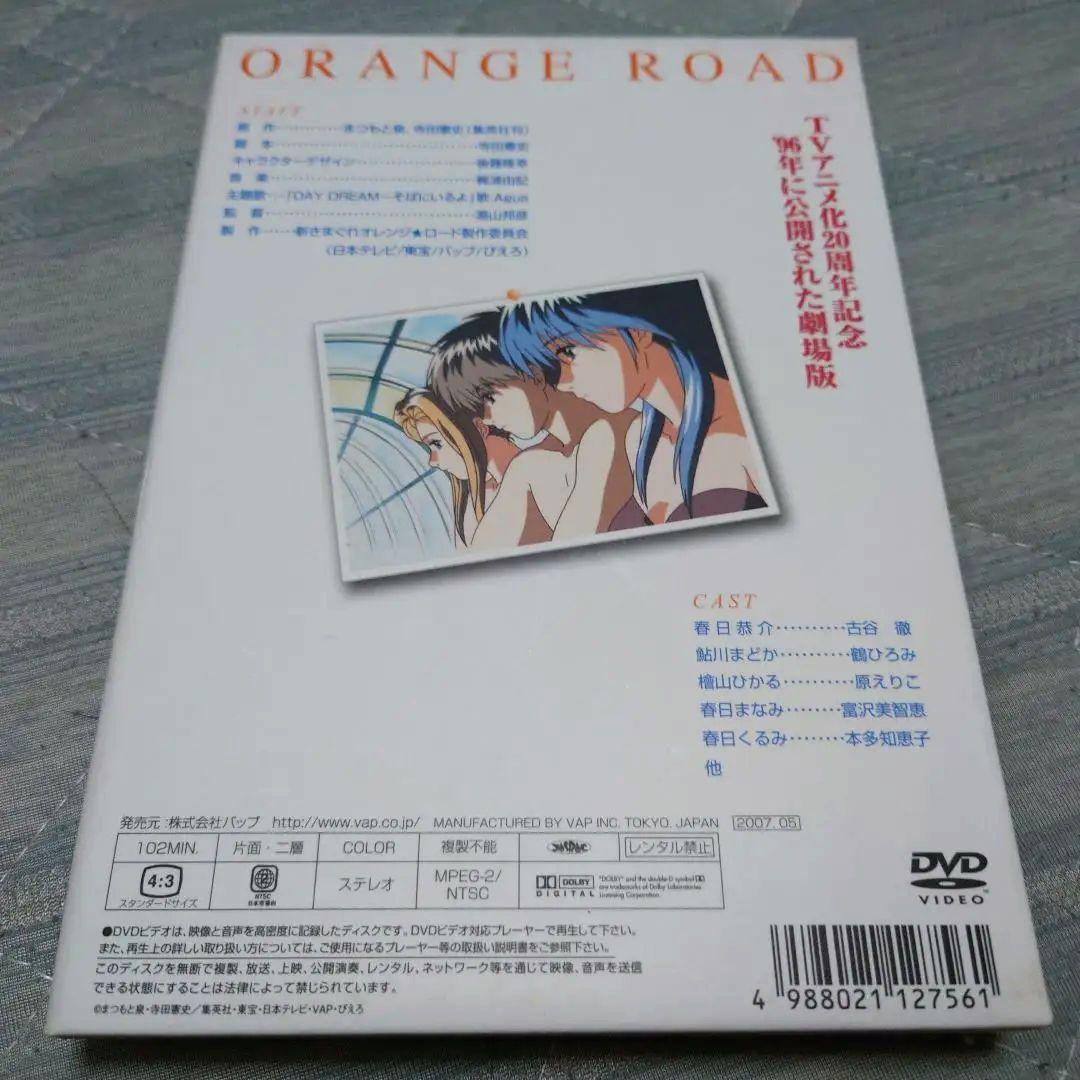 ORANGE ROAD
STAFF
原 作…………まつもと泉、寺田憲史(集英社刊)
脚 本……………………………寺田憲史
キャラクターデザイン…………………後藤隆幸
音 楽……………………………梶浦由記
主題歌…「DAY DREAM—そばにいるよ」歌 Agua
監 督……………………………湯山邦彦
製 作……新きまぐれオレンジ★ロード製作委員会
(日本テレビ/東宝/バップ/ぴえろ)
TVアニメ化20周年記念
'96年に公開された劇場版
CAST
春日恭介…………古谷 徹
鮎川まどか…………鶴ひろみ
檜山ひかる…………原えりこ
春日まなみ………富沢美智恵
春日くるみ………本多知恵子
他
発売元:株式会社バップ http://www.vap.co.jp/ MANUFACTURED BY VAP INC. TOKYO. JAPAN 2007.05
102MIN. 片面・二層 COLOR 複製不能 レンタル禁止
4:3 スタンダードサイズ 2 NTSC 日本市場向 ステレオ MPEG-2/NTSC DOLBY DIGITAL "DOLBY" and the double-D symbol are trademarks of Dolby Laboratories Licensing Corporation.
DVD VIDEO
●DVDビデオは、映像と音声を高密度に記録したディスクです。DVDビデオ対応プレーヤーで再生して下さい。
また、再生上の詳しい取り扱い方については、ご使用になるプレーヤー等の取扱い説明書をご参照下さい。
このディスクを無断で複製、放送、上映、公開演奏、レンタル、ネットワーク等を通じて映像、音声を送信
できる状態にすることは法律によって禁じられています。
©まつもと泉・寺田憲史/集英社・東宝・日本テレビ・VAP・ぴえろ
4 988021 127561